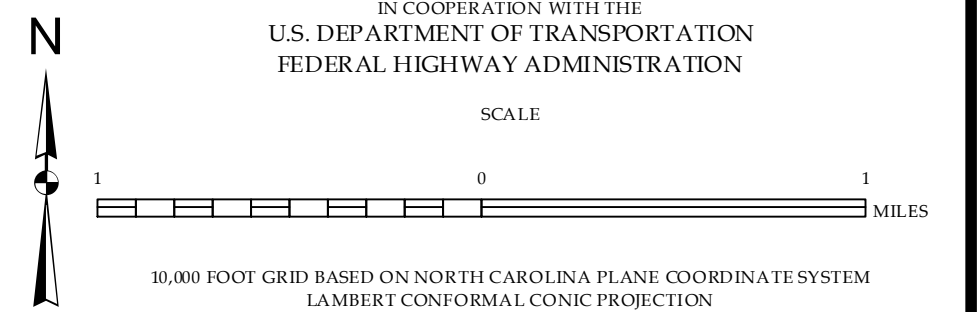 IN COOPERATION WITH THE
N
U.S. DEPARTMENT OF TRANSPORTATION
FEDERAL HIGHWAY ADMINISTRATION
SCALE
1 0 1
MILES
10,000 FOOT GRID BASED ON NORTH CAROLINA PLANE COORDINATE SYSTEM
LAMBERT CONFORMAL CONIC PROJECTION